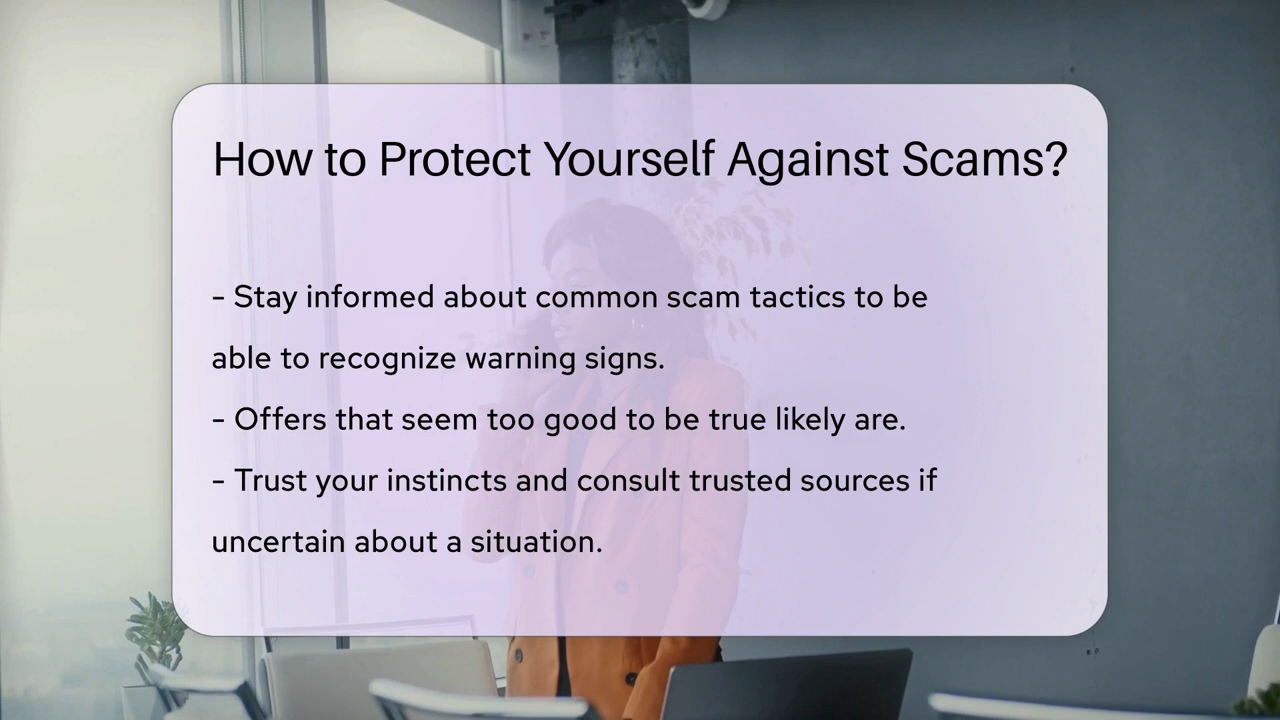 How to Protect Yourself Against Scams?
- Stay informed about common scam tactics to be
able to recognize warning signs.
- Offers that seem too good to be true likely are.
- Trust your instincts and consult trusted sources if
uncertain about a situation.